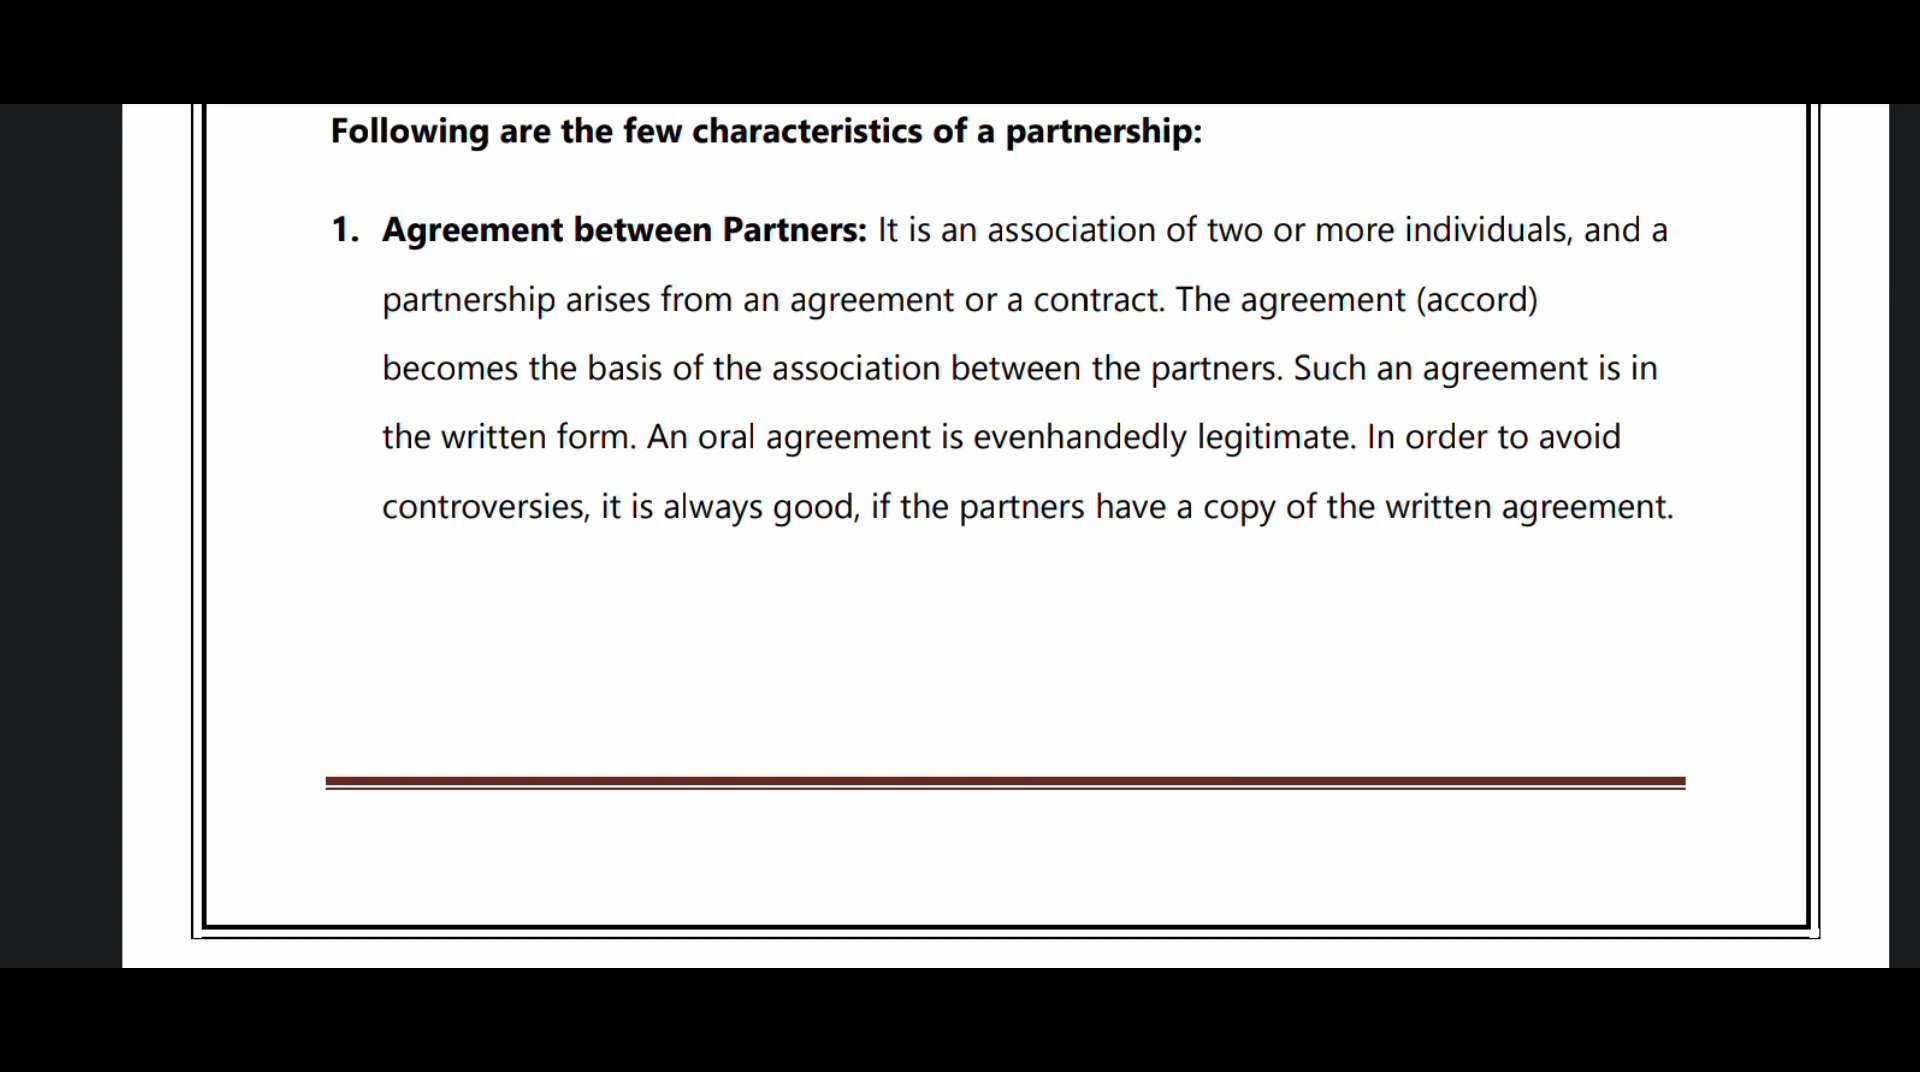 Following are the few characteristics of a partnership:
1. Agreement between Partners: It is an association of two or more individuals, and a
partnership arises from an agreement or a contract. The agreement (accord)
becomes the basis of the association between the partners. Such an agreement is in
the written form. An oral agreement is evenhandedly legitimate. In order to avoid
controversies, it is always good, if the partners have a copy of the written agreement.